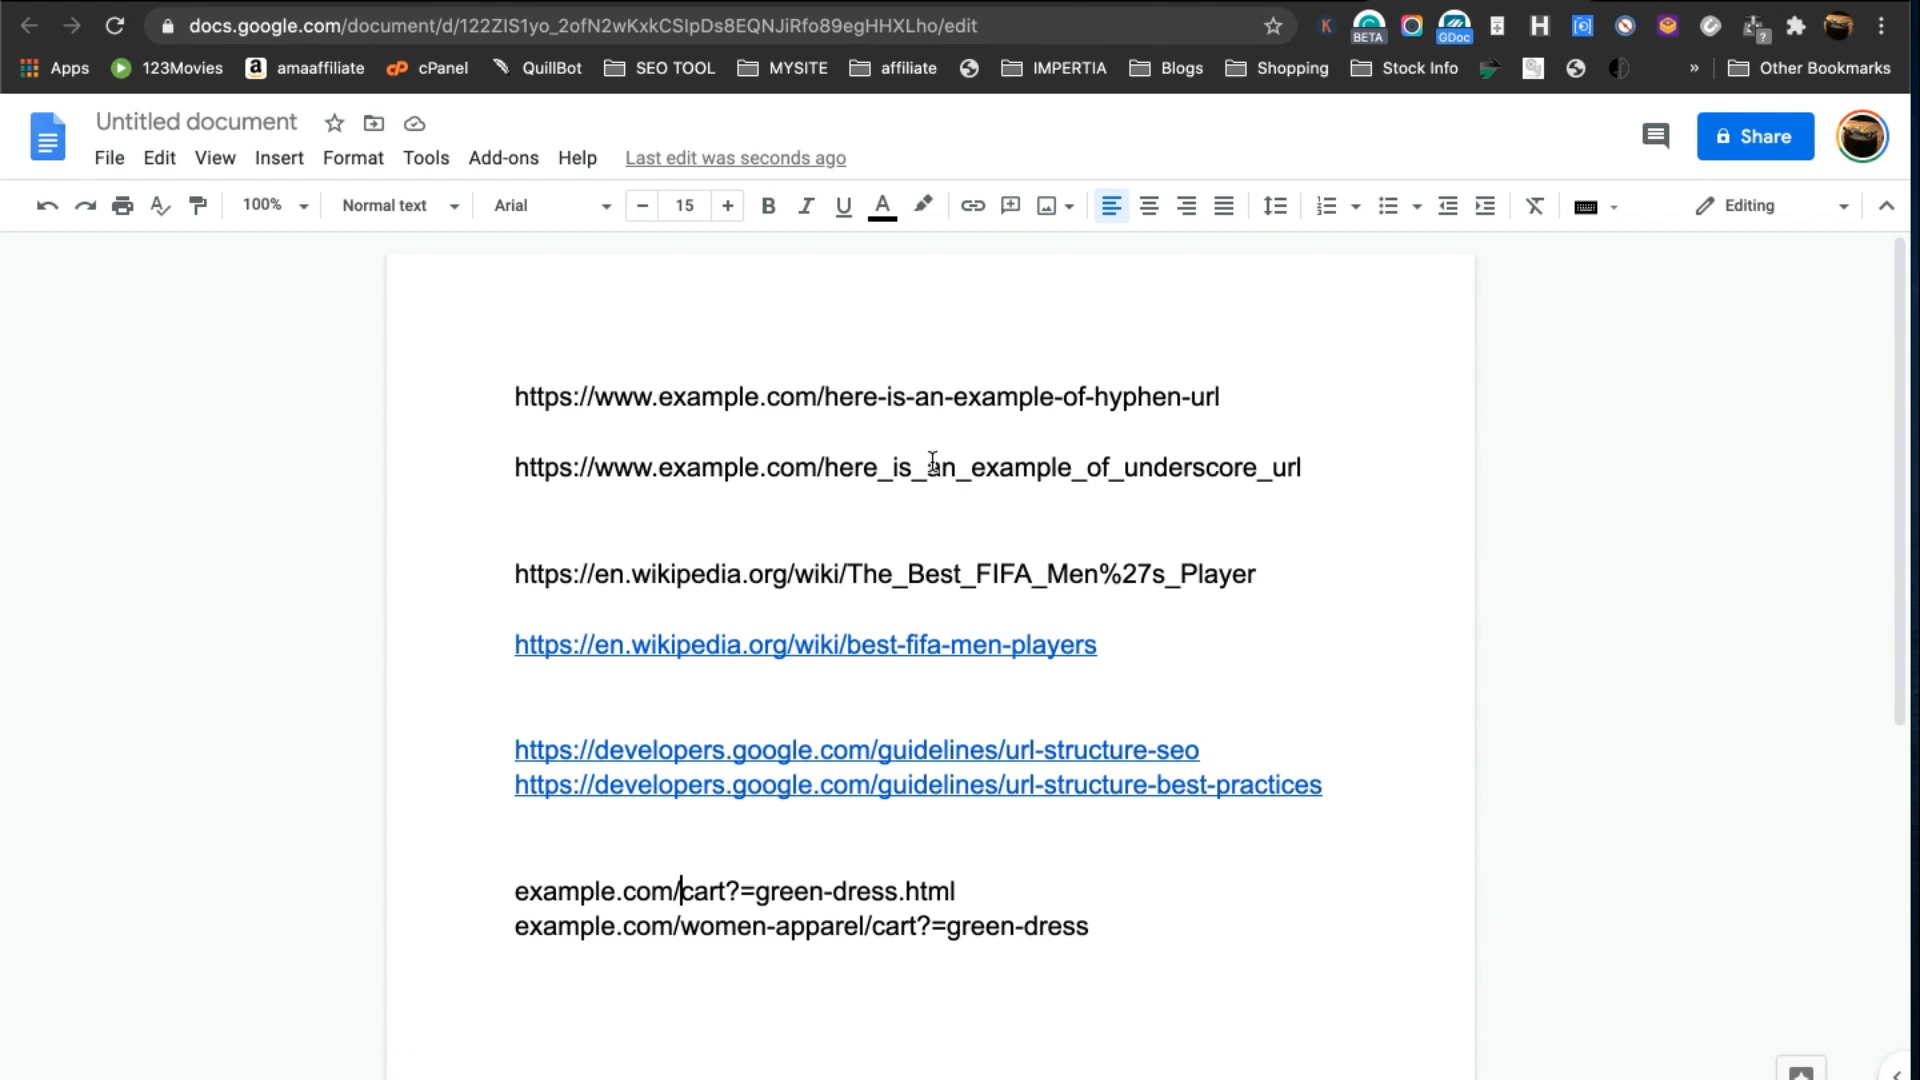 docs.google.com/document/d/122ZIS1yo_2ofN2wKxkCSIpDs8EQNJiRfo89egHHXLho/edit
K
BETA
GDoc
H
?
Apps
123Movies
a
amaaffiliate
cP
cPanel
QuillBot
SEO TOOL
MYSITE
affiliate
IMPERTIA
Blogs
Shopping
Stock Info
»
Other Bookmarks
Untitled document
Share
File
Edit
View
Insert
Format
Tools
Add-ons
Help
Last edit was seconds ago
100%
Normal text
Arial
15
B
I
U
A
Editing
https://www.example.com/here-is-an-example-of-hyphen-url
https://www.example.com/here_is_an_example_of_underscore_url
https://en.wikipedia.org/wiki/The_Best_FIFA_Men%27s_Player
https://en.wikipedia.org/wiki/best-fifa-men-players
https://developers.google.com/guidelines/url-structure-seo
https://developers.google.com/guidelines/url-structure-best-practices
example.com/cart?=green-dress.html
example.com/women-apparel/cart?=green-dress